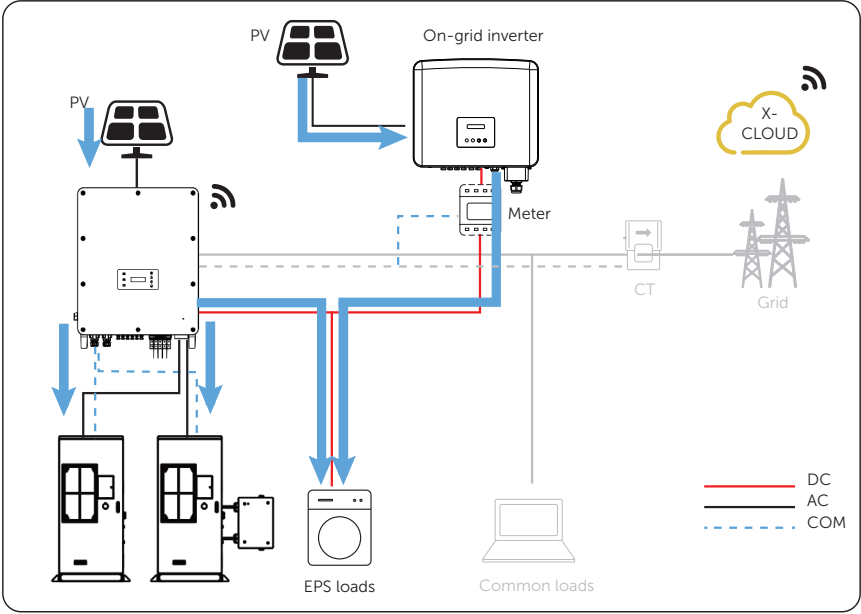 PV
On-grid inverter
PV
X-
CLOUD
Meter
CT
Grid
DC
AC
COM
EPS loads
Common loads